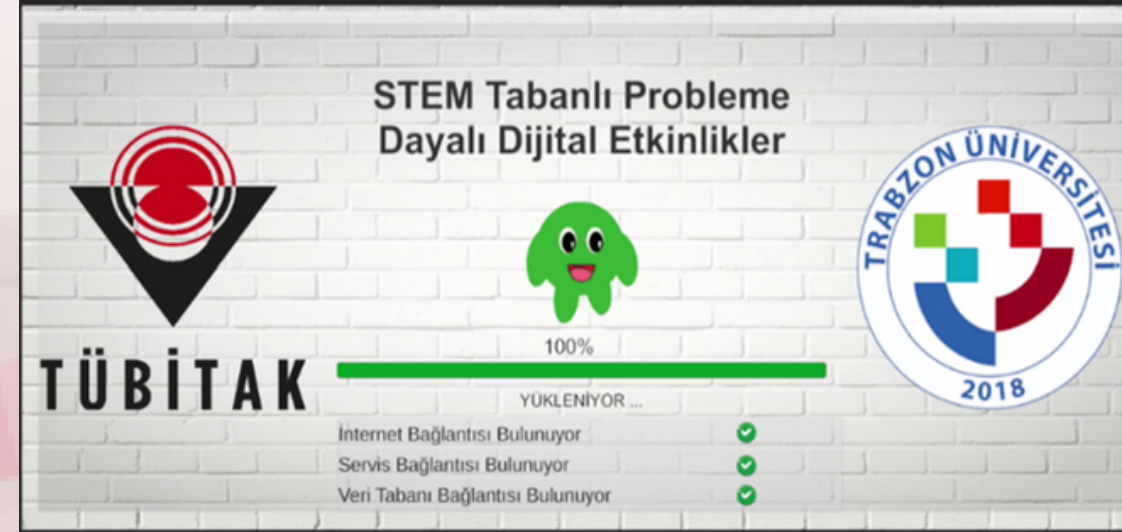 STEM Tabanlı Probleme
Dayalı Dijital Etkinlikler
TÜBİTAK
TRABZON ÜNİVERSİTESİ
2018
100%
YÜKLENİYOR ...
İnternet Bağlantısı Bulunuyor
Servis Bağlantısı Bulunuyor
Veri Tabanı Bağlantısı Bulunuyor